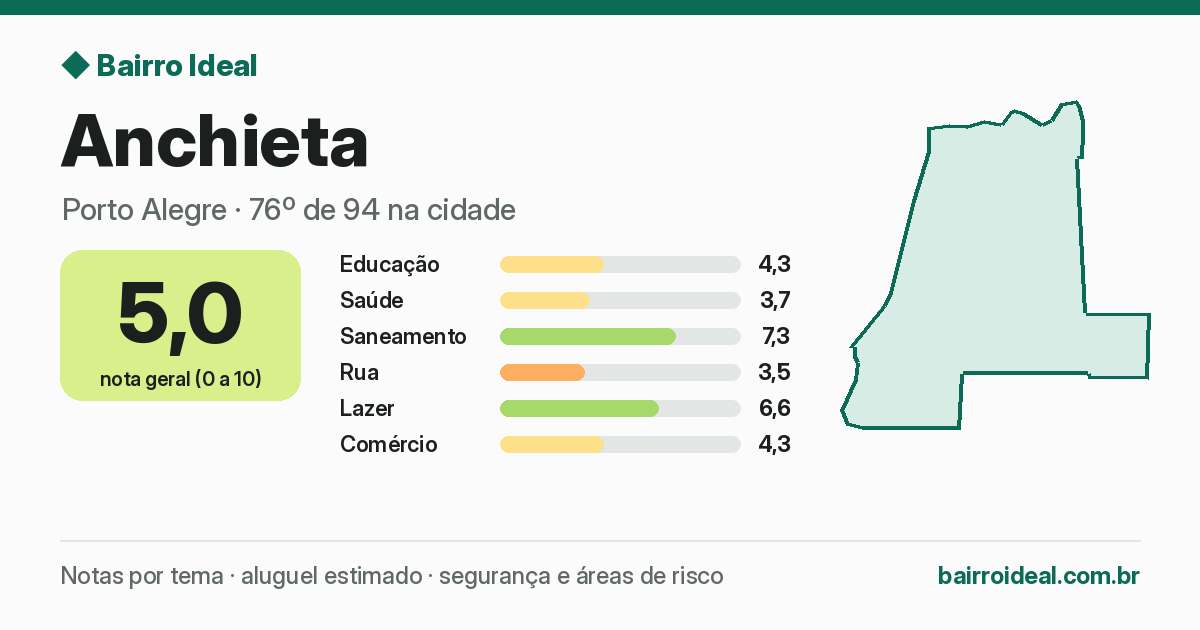 Bairro Ideal
Anchieta
Porto Alegre · 76º de 94 na cidade
5,0
nota geral (0 a 10)
Educação 4,3
Saúde 3,7
Saneamento 7,3
Rua 3,5
Lazer 6,6
Comércio 4,3
Notas por tema · aluguel estimado · segurança e áreas de risco
bairroideal.com.br